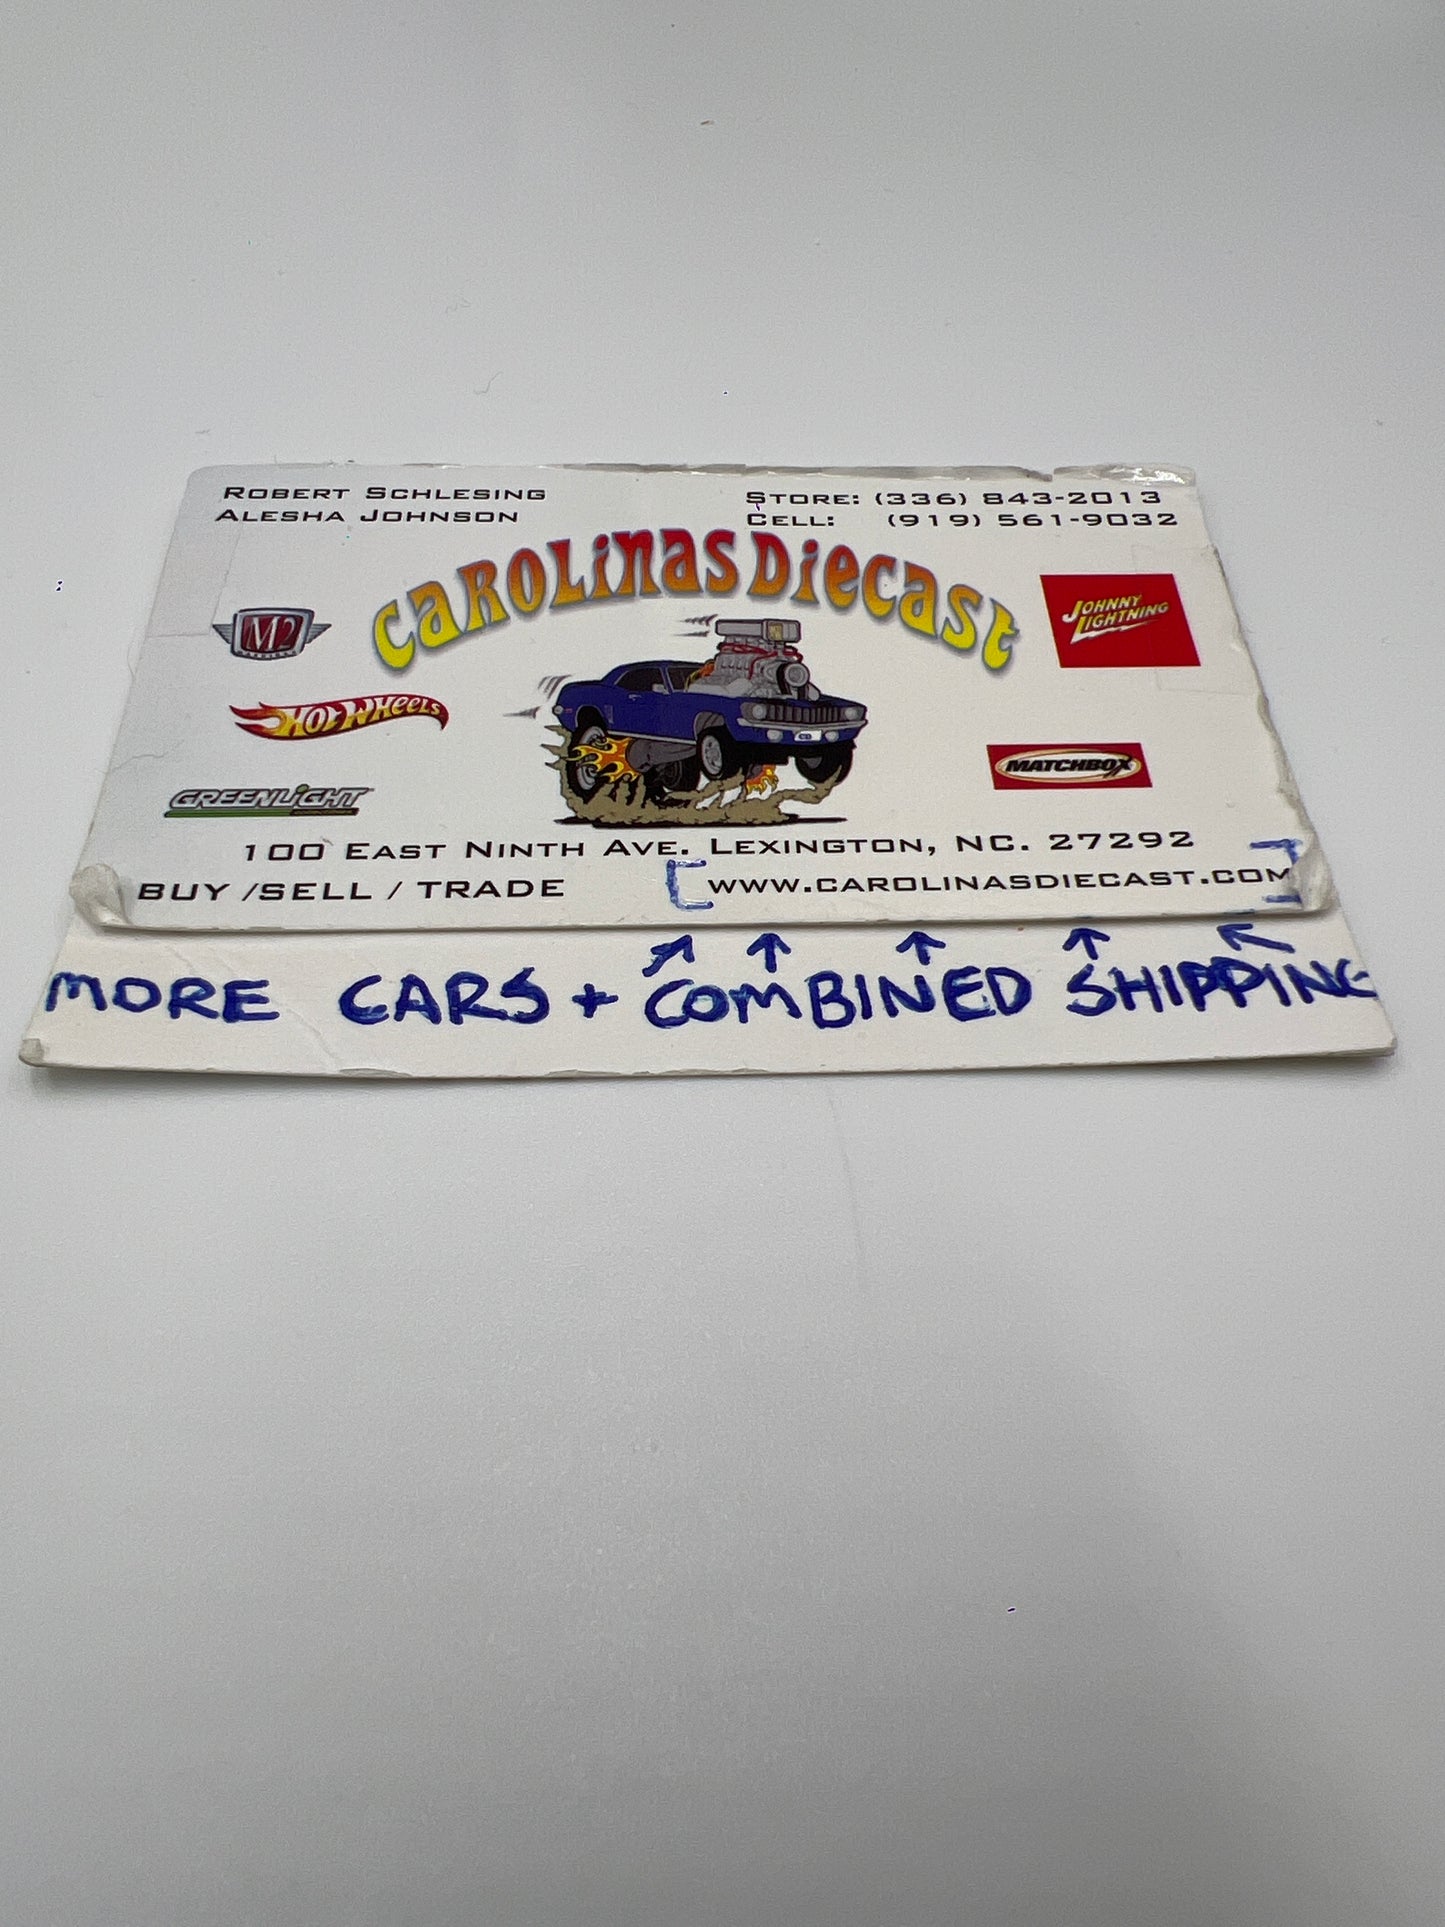 ROBERT SCHLESING
ALESHA JOHNSON
STORE: (336) 843-2013
CELL: (919) 561-9032
CAROLINAS DIECAST
M2
JOHNNY
LIGHTNING
HOT WHEELS
MATCHBOX
GREENLIGHT
100 EAST NINTH AVE. LEXINGTON, NC. 27292
BUY /SELL / TRADE
WWW.CAROLINASDIECAST.COM
MORE CARS + COMBINED SHIPPING